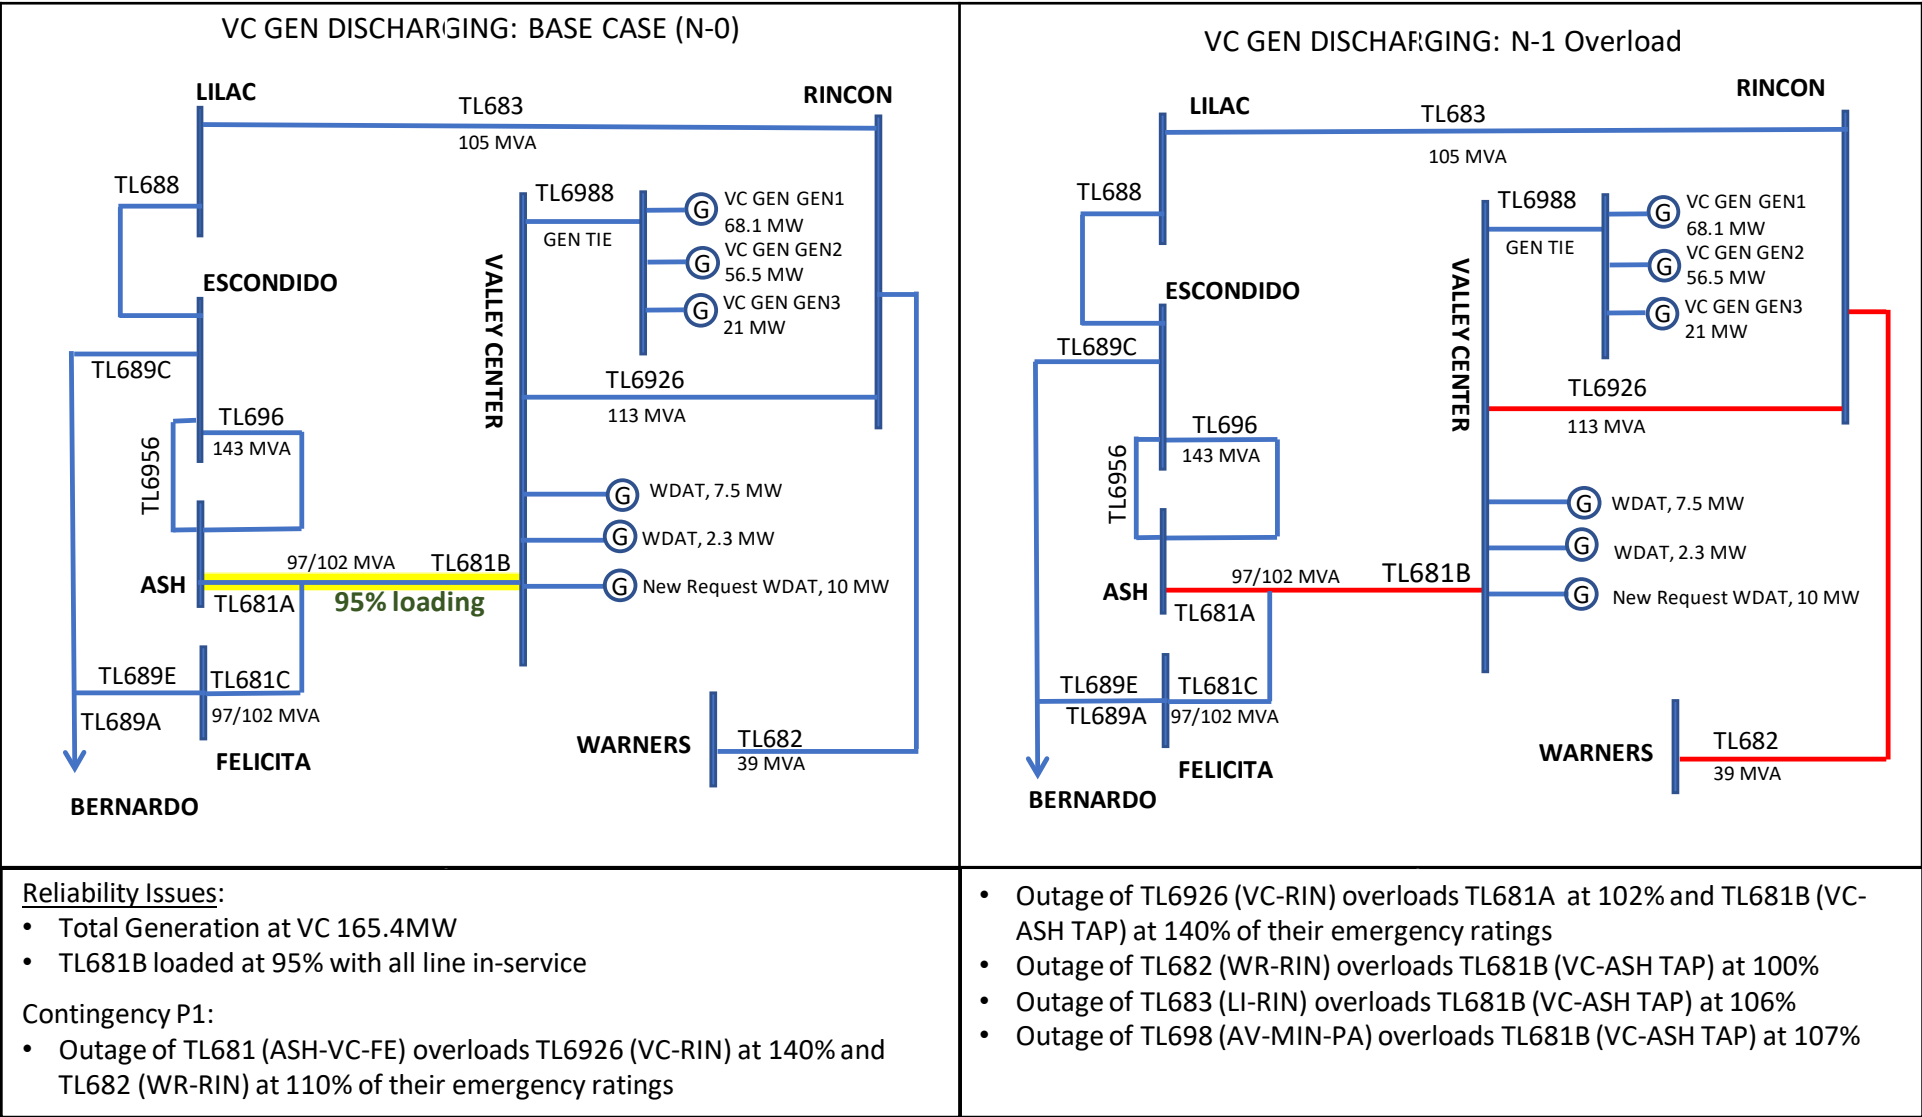 VC GEN DISCHARGING: BASE CASE (N-0)
LILAC
TL683
RINCON
105 MVA
TL688
TL6988
VC GEN GEN1
G
68.1 MW
GEN TIE
VC GEN GEN2
G
56.5 MW
VALLEY CENTER
ESCONDIDO
VC GEN GEN3
G
21 MW
TL689C
TL6926
113 MVA
TL696
143 MVA
TL6956
G
WDAT, 7.5 MW
G
WDAT, 2.3 MW
97/102 MVA
TL681B
ASH
G
New Request WDAT, 10 MW
TL681A
95% loading
TL689E
TL681C
TL689A
97/102 MVA
WARNERS
TL682
39 MVA
FELICITA
BERNARDO
VC GEN DISCHARGING: N-1 Overload
RINCON
LILAC
TL683
105 MVA
TL688
TL6988
VC GEN GEN1
G
68.1 MW
GEN TIE
VC GEN GEN2
G
56.5 MW
VALLEY CENTER
ESCONDIDO
VC GEN GEN3
G
21 MW
TL689C
TL6926
113 MVA
TL696
143 MVA
TL6956
G
WDAT, 7.5 MW
G
WDAT, 2.3 MW
97/102 MVA
TL681B
ASH
G
New Request WDAT, 10 MW
TL681A
TL689E
TL681C
TL689A
97/102 MVA
WARNERS
TL682
39 MVA
FELICITA
BERNARDO
Reliability Issues:
• Total Generation at VC 165.4MW
• TL681B loaded at 95% with all line in-service
Contingency P1:
• Outage of TL681 (ASH-VC-FE) overloads TL6926 (VC-RIN) at 140% and
TL682 (WR-RIN) at 110% of their emergency ratings
• Outage of TL6926 (VC-RIN) overloads TL681A at 102% and TL681B (VC-
ASH TAP) at 140% of their emergency ratings
• Outage of TL682 (WR-RIN) overloads TL681B (VC-ASH TAP) at 100%
• Outage of TL683 (LI-RIN) overloads TL681B (VC-ASH TAP) at 106%
• Outage of TL698 (AV-MIN-PA) overloads TL681B (VC-ASH TAP) at 107%